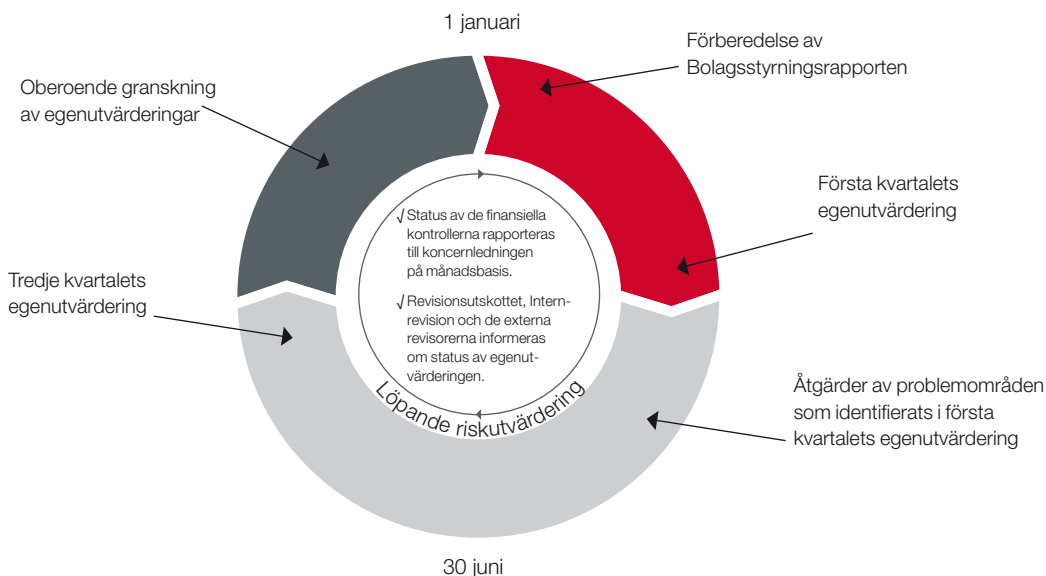 1 januari
Förberedelse av
Bolagsstyrningsrapporten
Oberoende granskning
av egenutvärderingar
Första kvartalets
egenutvärdering
√ Status av de finansiella
kontrollerna rapporteras
till koncernledningen
på månadsbasis.
√ Revisionsutskottet, Intern-
revision och de externa
revisorerna informeras
om status av egenut-
värderingen.
Löpande riskutvärdering
Tredje kvartalets
egenutvärdering
Åtgärder av problemområden
som identifierats i första
kvartalets egenutvärdering
30 juni